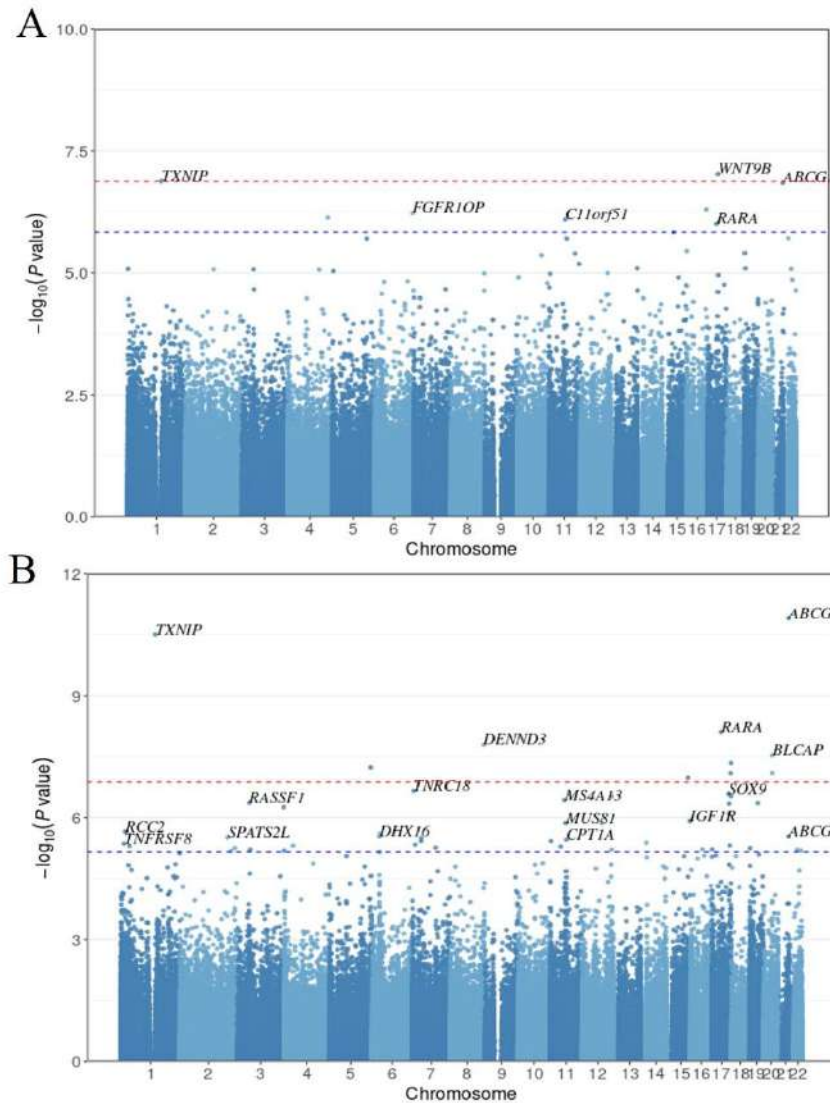 A
10.0
7.5
5.0
2.5
0.0
−log10(P value)
TXNIP
WNT9B
ABCG
FGFR1OP
C11orf51
RARA
1 2 3 4 5 6 7 8 9 10 11 12 13 14 15 16 17 18 19 20 21 22
Chromosome
B
12
9
6
3
0
−log10(P value)
ABCG
TXNIP
RARA
DENND3
BLCAP
TNRC18
SOX9
RASSF1
MS4A13
IGF1R
RCC2
MUS81
TNFRSF8
SPATS2L
DHX16
CPT1A
ABCG
1 2 3 4 5 6 7 8 9 10 11 12 13 14 15 16 17 18 19 20 21 22
Chromosome